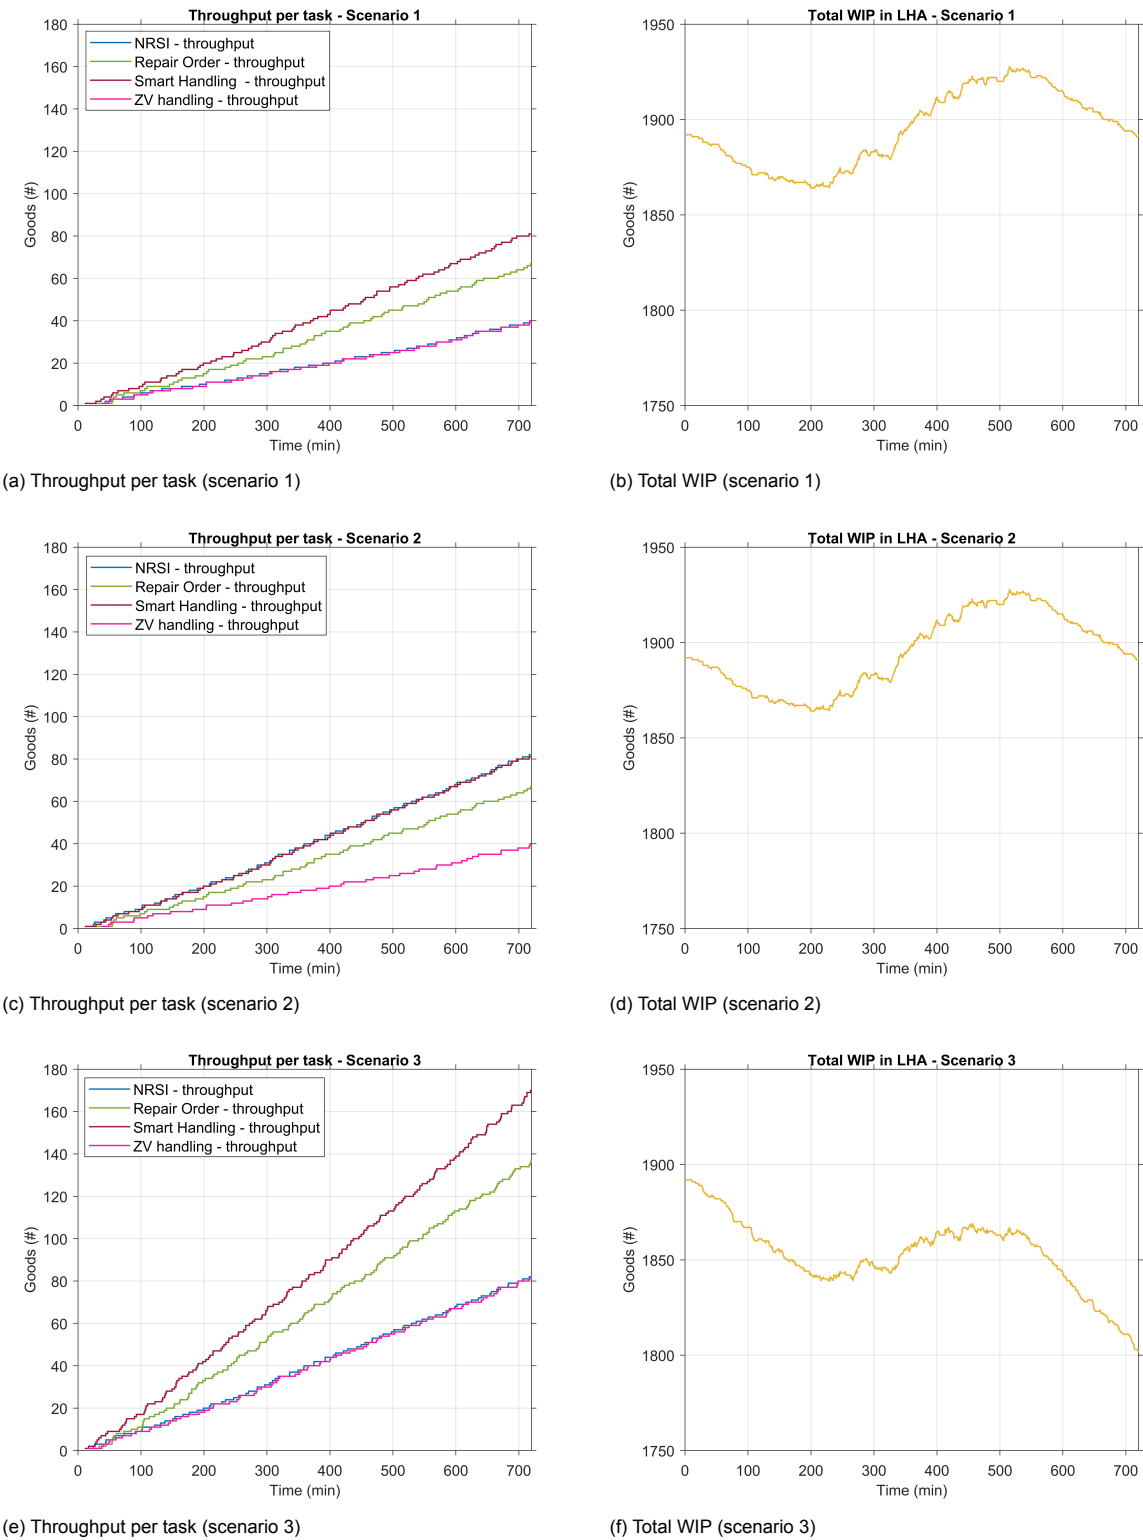 Throughput per task - Scenario 1
180
160
140
120
100
80
60
40
20
0
Goods (#)
NRSI - throughput
Repair Order - throughput
Smart Handling - throughput
ZV handling - throughput
0 100 200 300 400 500 600 700
Time (min)
(a) Throughput per task (scenario 1)
Total WIP in LHA - Scenario 1
1950
1900
1850
1800
1750
Goods (#)
0 100 200 300 400 500 600 700
Time (min)
(b) Total WIP (scenario 1)
Throughput per task - Scenario 2
180
160
140
120
100
80
60
40
20
0
Goods (#)
NRSI - throughput
Repair Order - throughput
Smart Handling - throughput
ZV handling - throughput
0 100 200 300 400 500 600 700
Time (min)
(c) Throughput per task (scenario 2)
Total WIP in LHA - Scenario 2
1950
1900
1850
1800
1750
Goods (#)
0 100 200 300 400 500 600 700
Time (min)
(d) Total WIP (scenario 2)
Throughput per task - Scenario 3
180
160
140
120
100
80
60
40
20
0
Goods (#)
NRSI - throughput
Repair Order - throughput
Smart Handling - throughput
ZV handling - throughput
0 100 200 300 400 500 600 700
Time (min)
(e) Throughput per task (scenario 3)
Total WIP in LHA - Scenario 3
1950
1900
1850
1800
1750
Goods (#)
0 100 200 300 400 500 600 700
Time (min)
(f) Total WIP (scenario 3)